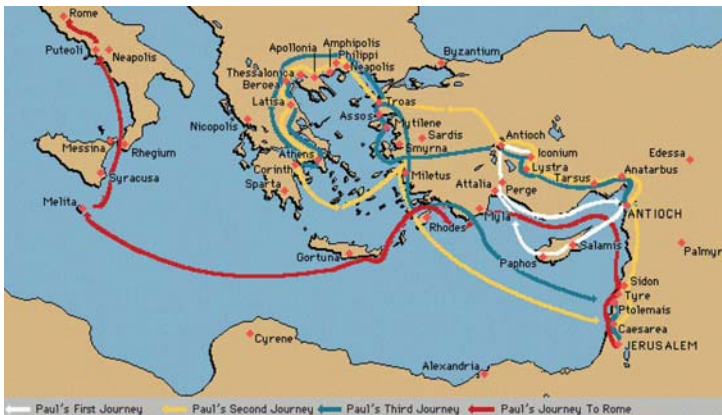 Rome
Puteoli
Neapolis
Apollonia
Amphipolis
Philippi
Neapolis
Byzantium
Thessalonica
Beroea
Latisa
Troas
Assos
Mytilene
Sardis
Smyrna
Nicopolis
Antioch
Iconium
Lystra
Anatarbus
Edessa
Tarsus
Messina
Rhegium
Syracusa
Corinth
Athens
Sparta
Miletus
Attalia
Perge
ANTIOCH
Melita
Rhodes
Myla
Salamis
Palmyr
Gortuna
Paphos
Sidon
Tyre
Ptolemais
Caesarea
JERUSALEM
Cyrene
Alexandria
Paul's First Journey
Paul's Second Journey
Paul's Third Journey
Paul's Journey To Rome